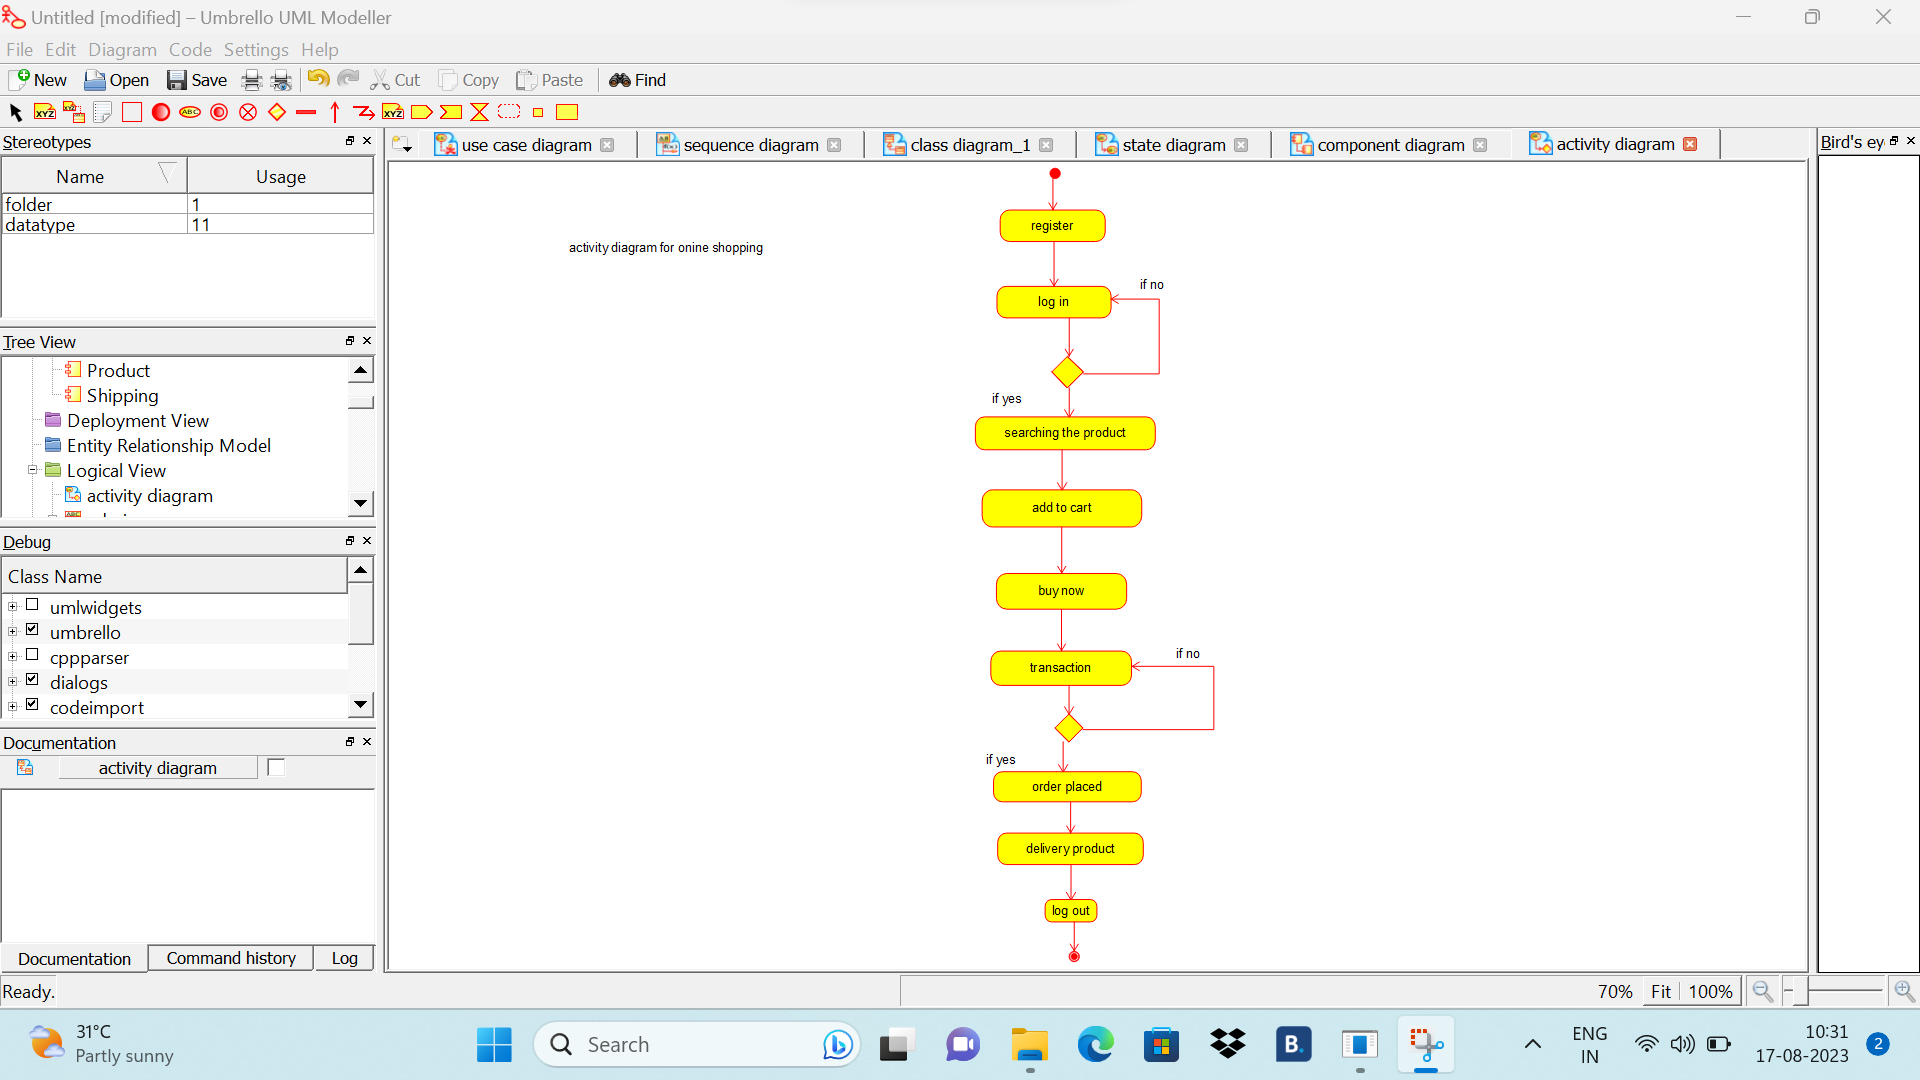 Untitled [modified] – Umbrello UML Modeller
File Edit Diagram Code Settings Help
New Open Save Cut Copy Paste Find
XYZ XYZ ABC XYZ
Stereotypes
Name Usage
folder 1
datatype 11
Tree View
Product
Shipping
Deployment View
Entity Relationship Model
Logical View
activity diagram
Debug
Class Name
umlwidgets
umbrello
cppparser
dialogs
codeimport
Documentation
activity diagram
Documentation Command history Log
use case diagram sequence diagram class diagram_1 state diagram component diagram activity diagram
Bird's ey
activity diagram for onine shopping
register
if no
log in
if yes
searching the product
add to cart
buy now
if no
transaction
if yes
order placed
delivery product
log out
Ready.
70% Fit 100%
31°C
Partly sunny
Search
B.
ENG
IN
10:31
17-08-2023
2